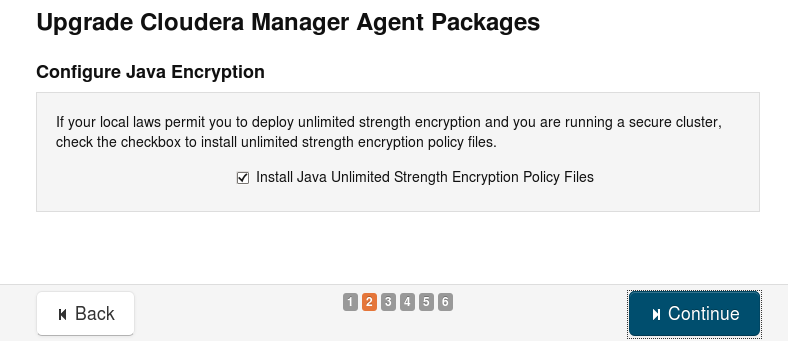 Upgrade Cloudera Manager Agent Packages
Configure Java Encryption
If your local laws permit you to deploy unlimited strength encryption and you are running a secure cluster,
check the checkbox to install unlimited strength encryption policy files.
Install Java Unlimited Strength Encryption Policy Files
Back
1 2 3 4 5 6
Continue